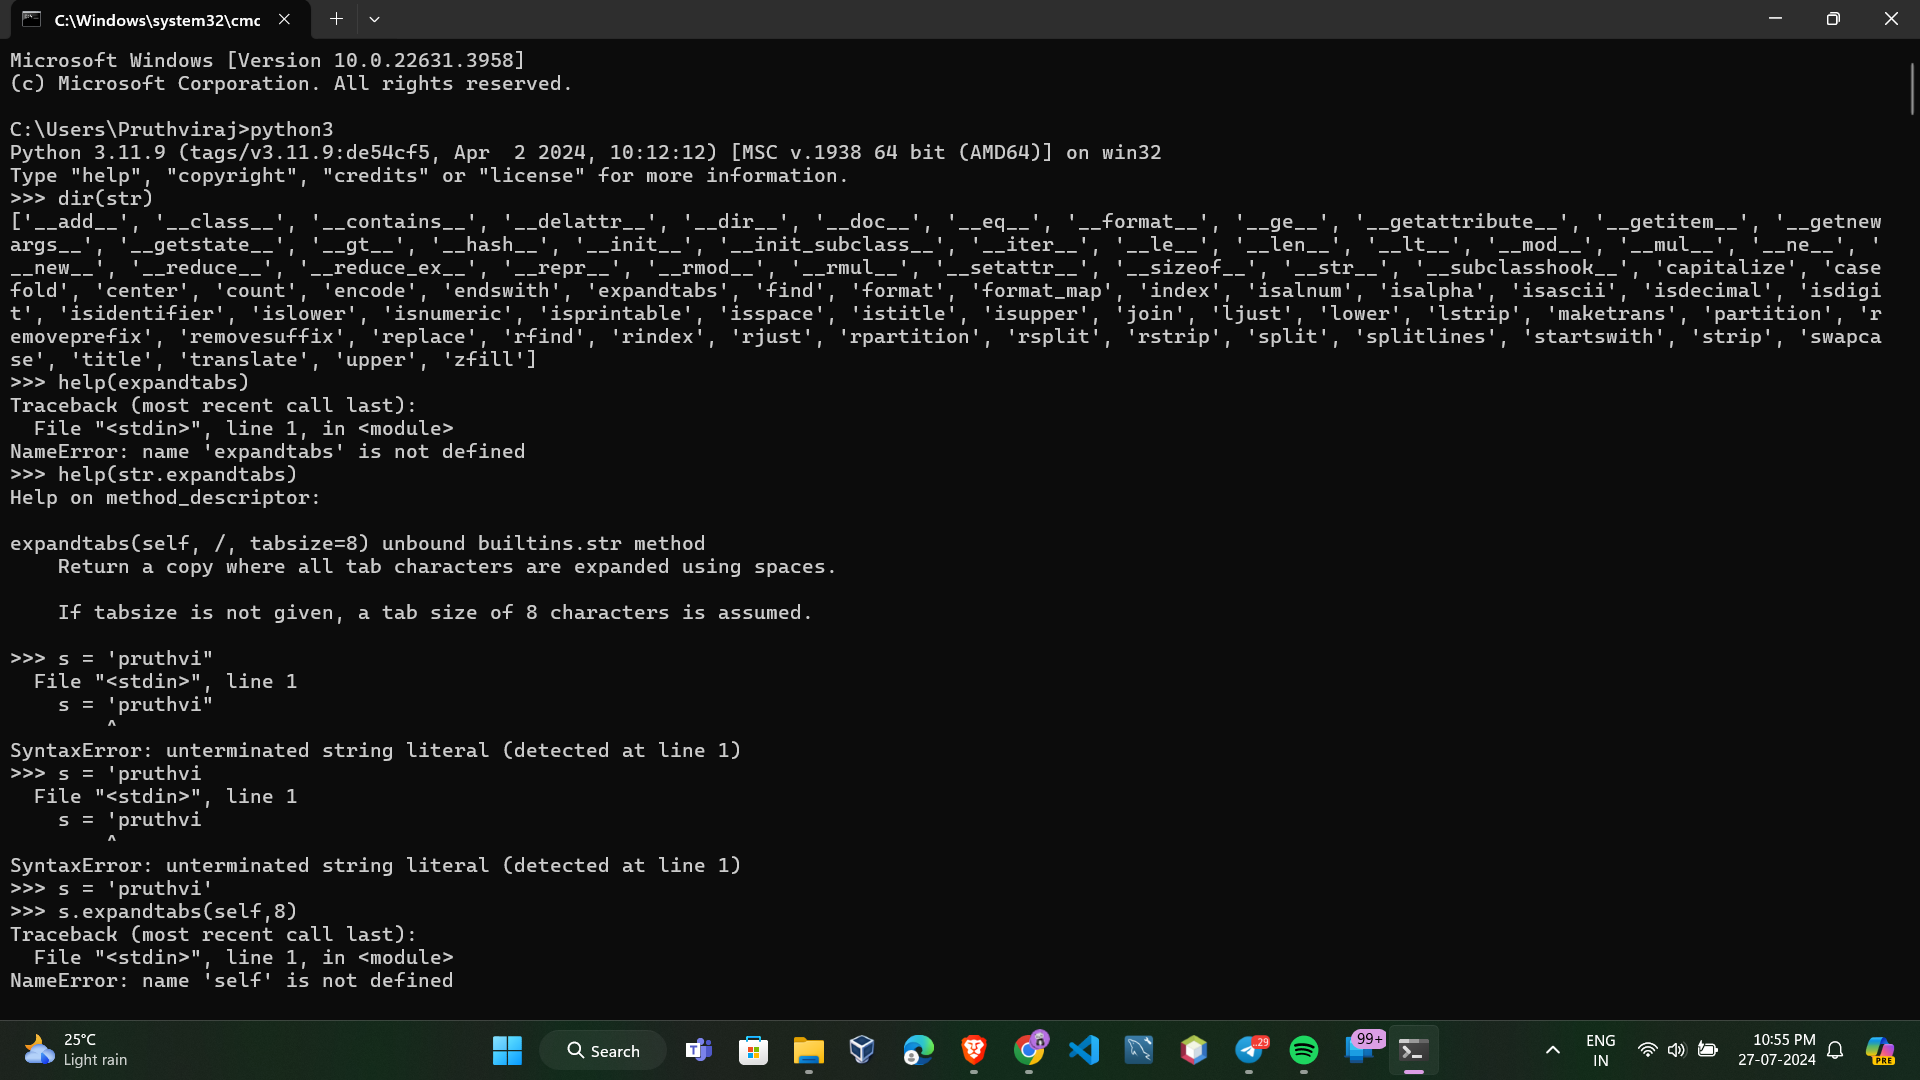 C:\Windows\system32\cmc
Microsoft Windows [Version 10.0.22631.3958]
(c) Microsoft Corporation. All rights reserved.
C:\Users\Pruthviraj>python3
Python 3.11.9 (tags/v3.11.9:de54cf5, Apr  2 2024, 10:12:12) [MSC v.1938 64 bit (AMD64)] on win32
Type "help", "copyright", "credits" or "license" for more information.
>>> dir(str)
['__add__', '__class__', '__contains__', '__delattr__', '__dir__', '__doc__', '__eq__', '__format__', '__ge__', '__getattribute__', '__getitem__', '__getnew
args__', '__getstate__', '__gt__', '__hash__', '__init__', '__init_subclass__', '__iter__', '__le__', '__len__', '__lt__', '__mod__', '__mul__', '__ne__', '
__new__', '__reduce__', '__reduce_ex__', '__repr__', '__rmod__', '__rmul__', '__setattr__', '__sizeof__', '__str__', '__subclasshook__', 'capitalize', 'case
fold', 'center', 'count', 'encode', 'endswith', 'expandtabs', 'find', 'format', 'format_map', 'index', 'isalnum', 'isalpha', 'isascii', 'isdecimal', 'isdigi
t', 'isidentifier', 'islower', 'isnumeric', 'isprintable', 'isspace', 'istitle', 'isupper', 'join', 'ljust', 'lower', 'lstrip', 'maketrans', 'partition', 'r
emoveprefix', 'removesuffix', 'replace', 'rfind', 'rindex', 'rjust', 'rpartition', 'rsplit', 'rstrip', 'split', 'splitlines', 'startswith', 'strip', 'swapca
se', 'title', 'translate', 'upper', 'zfill']
>>> help(expandtabs)
Traceback (most recent call last):
  File "<stdin>", line 1, in <module>
NameError: name 'expandtabs' is not defined
>>> help(str.expandtabs)
Help on method_descriptor:
expandtabs(self, /, tabsize=8) unbound builtins.str method
    Return a copy where all tab characters are expanded using spaces.
    If tabsize is not given, a tab size of 8 characters is assumed.
>>> s = 'pruthvi"
  File "<stdin>", line 1
    s = 'pruthvi"
        ^
SyntaxError: unterminated string literal (detected at line 1)
>>> s = 'pruthvi
  File "<stdin>", line 1
    s = 'pruthvi
        ^
SyntaxError: unterminated string literal (detected at line 1)
>>> s = 'pruthvi'
>>> s.expandtabs(self,8)
Traceback (most recent call last):
  File "<stdin>", line 1, in <module>
NameError: name 'self' is not defined
25°C
Light rain
Search
29
99+
ENG
IN
10:55 PM
27-07-2024
PRE